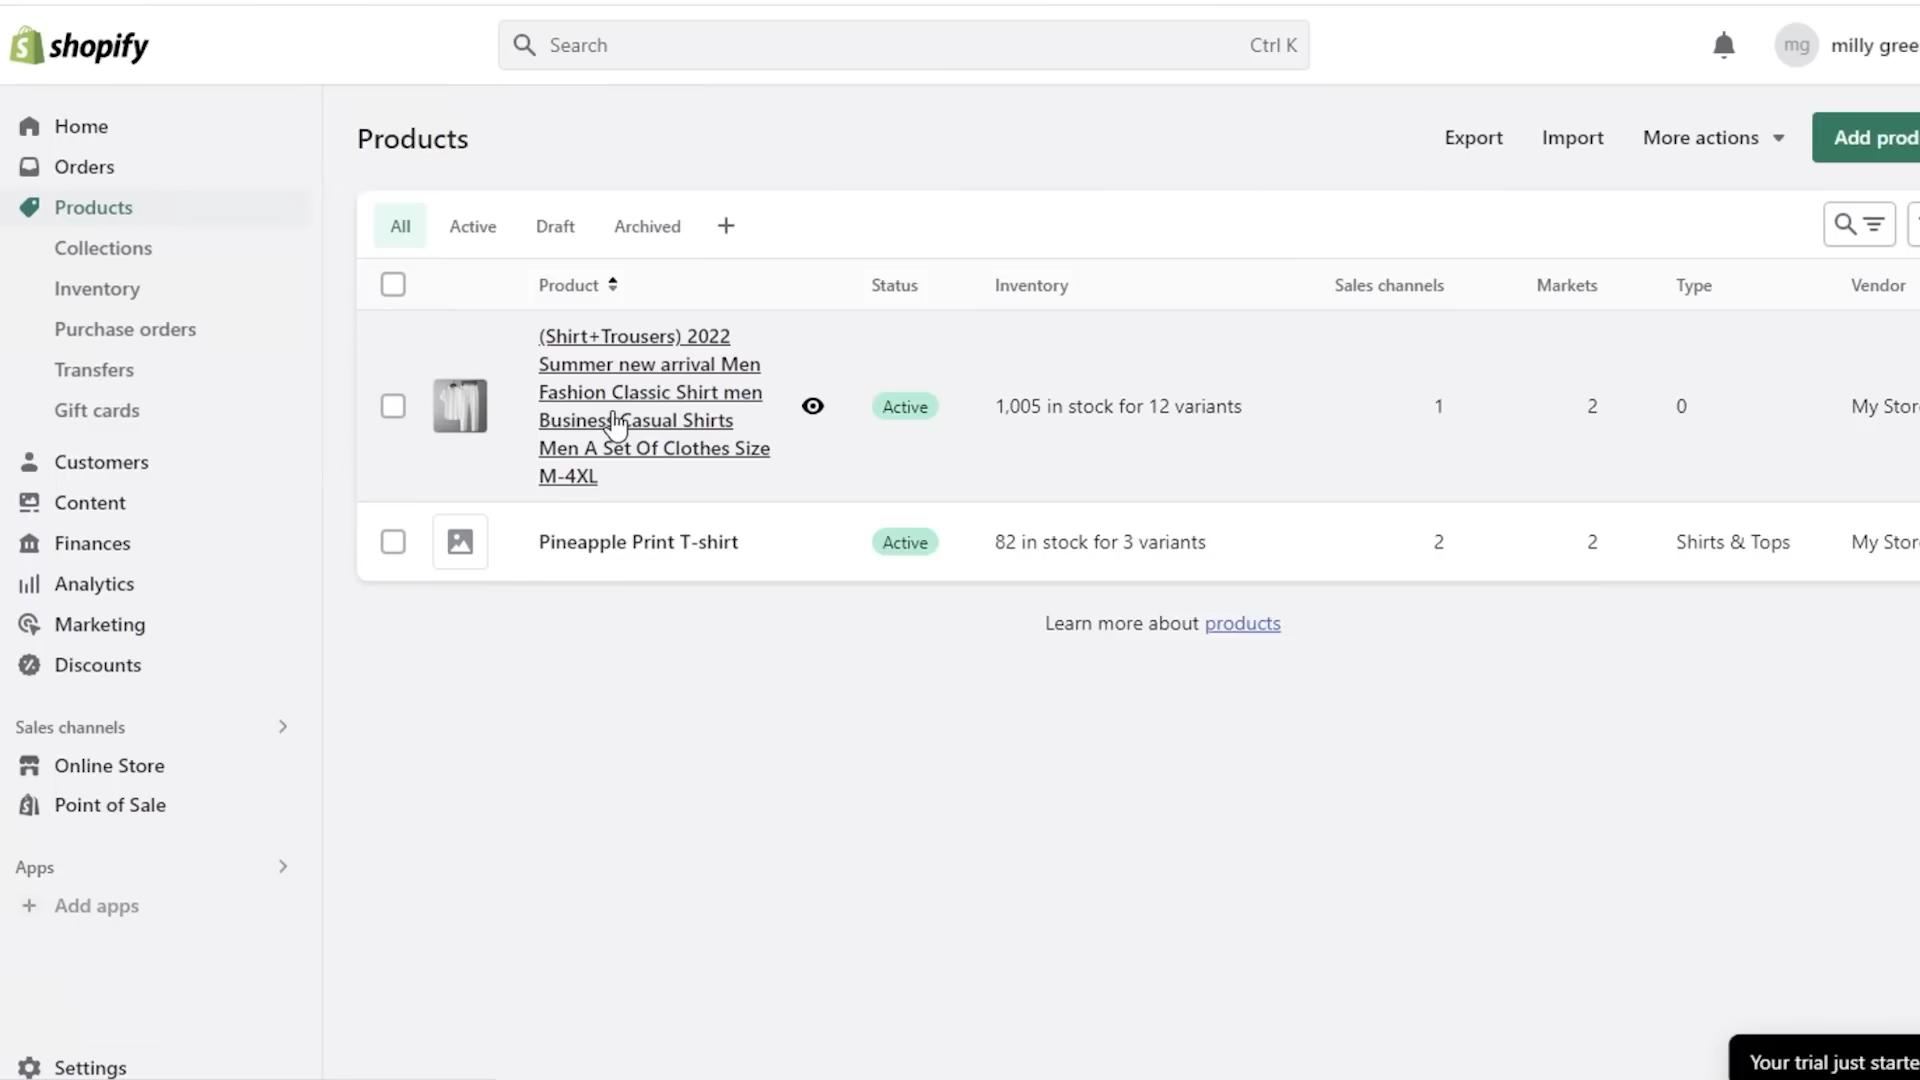 shopify
Search Ctrl K
mg milly gree
Home
Orders
Products
Collections
Inventory
Purchase orders
Transfers
Gift cards
Customers
Content
Finances
Analytics
Marketing
Discounts
Sales channels
Online Store
Point of Sale
Apps
+ Add apps
Settings
Products
Export Import More actions Add prod
All Active Draft Archived +
Product Status Inventory Sales channels Markets Type Vendor
(Shirt+Trousers) 2022
Summer new arrival Men
Fashion Classic Shirt men
Business Casual Shirts
Men A Set Of Clothes Size
M-4XL
Active 1,005 in stock for 12 variants 1 2 0 My Stor
Pineapple Print T-shirt Active 82 in stock for 3 variants 2 2 Shirts & Tops My Stor
Learn more about products
Your trial just starte